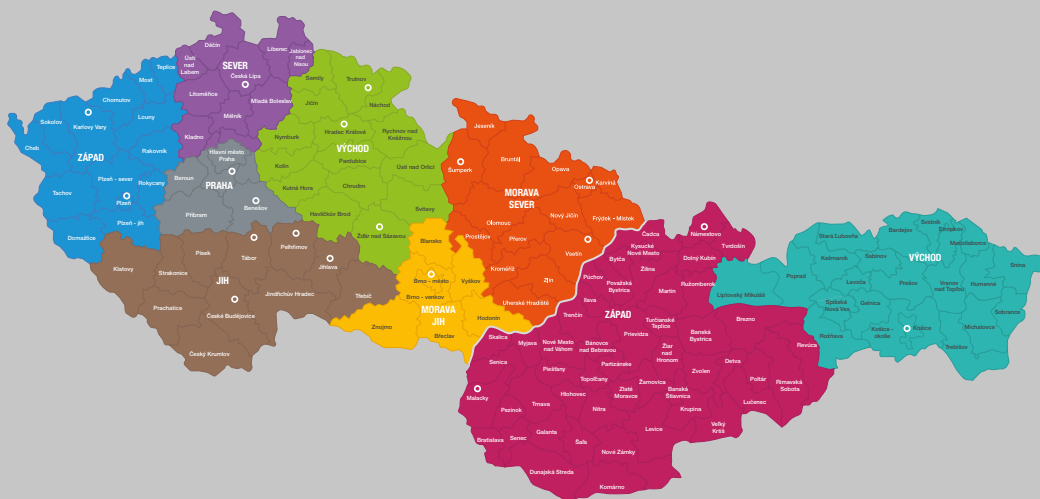 Děčín
Liberec
Jablonec
nad
Nisou
Ústí
nad
Labem
SEVER
Česká Lípa
Teplice
Most
Litoměřice
Mladá Boleslav
Mělník
Kladno
Chomutov
Louny
Sokolov
Karlovy Vary
Cheb
ZÁPAD
Rakovník
Plzeň - sever
Rokycany
Tachov
Plzeň
Plzeň - jih
Domažlice
Hlavní město
Praha
Beroun
PRAHA
Benešov
Příbram
Semily
Trutnov
Jičín
Náchod
Hradec Králové
Rychnov nad
Kněžnou
Nymburk
VÝCHOD
Kolín
Pardubice
Ústí nad Orlicí
Kutná Hora
Chrudim
Havlíčkův Brod
Svitavy
Žďár nad Sázavou
Klatovy
Písek
Tábor
Pelhřimov
Strakonice
Jihlava
JIH
Jindřichův Hradec
Třebíč
Prachatice
České Budějovice
Český Krumlov
Jeseník
Bruntál
Šumperk
Opava
Karviná
Ostrava
MORAVA
SEVER
Nový Jičín
Frýdek - Místek
Olomouc
Prostějov
Přerov
Vsetín
Kroměříž
Zlín
Uherské Hradiště
Blansko
Brno - město
Vyškov
Brno - venkov
MORAVA
JIH
Hodonín
Znojmo
Břeclav
Čadca
Námestovo
Kysucké
Nové Mesto
Tvrdošín
Bytča
Dolný Kubín
Žilina
Púchov
Považská
Bystrica
Ružomberok
Martin
Ilava
Trenčín
ZÁPAD
Turčianské
Teplice
Prievidza
Banská
Bystrica
Brezno
Skalica
Myjava
Nové Mesto
nad Váhom
Bánovce
nad Bebravou
Žiar
nad
Hronom
Revúca
Senica
Piešťany
Partizánske
Detva
Zvolen
Topoľčany
Poltár
Rimavská
Sobota
Malacky
Hlohovec
Zlaté
Moravce
Žarnovica
Banská
Štiavnica
Lučenec
Pezinok
Trnava
Nitra
Krupina
Veľký
Krtíš
Bratislava
Senec
Galanta
Šaľa
Levice
Nové Zámky
Dunajská Streda
Komárno
Svidník
Stará Ľubovňa
Bardejov
Stropkov
Medzilaborce
Kežmarok
Sabinov
VÝCHOD
Snina
Poprad
Levoča
Prešov
Vranov
nad Topľou
Humenné
Liptovský Mikuláš
Spišská
Nová Ves
Gelnica
Sobrance
Rožňava
Košice -
okolie
Košice
Michalovce
Trebišov